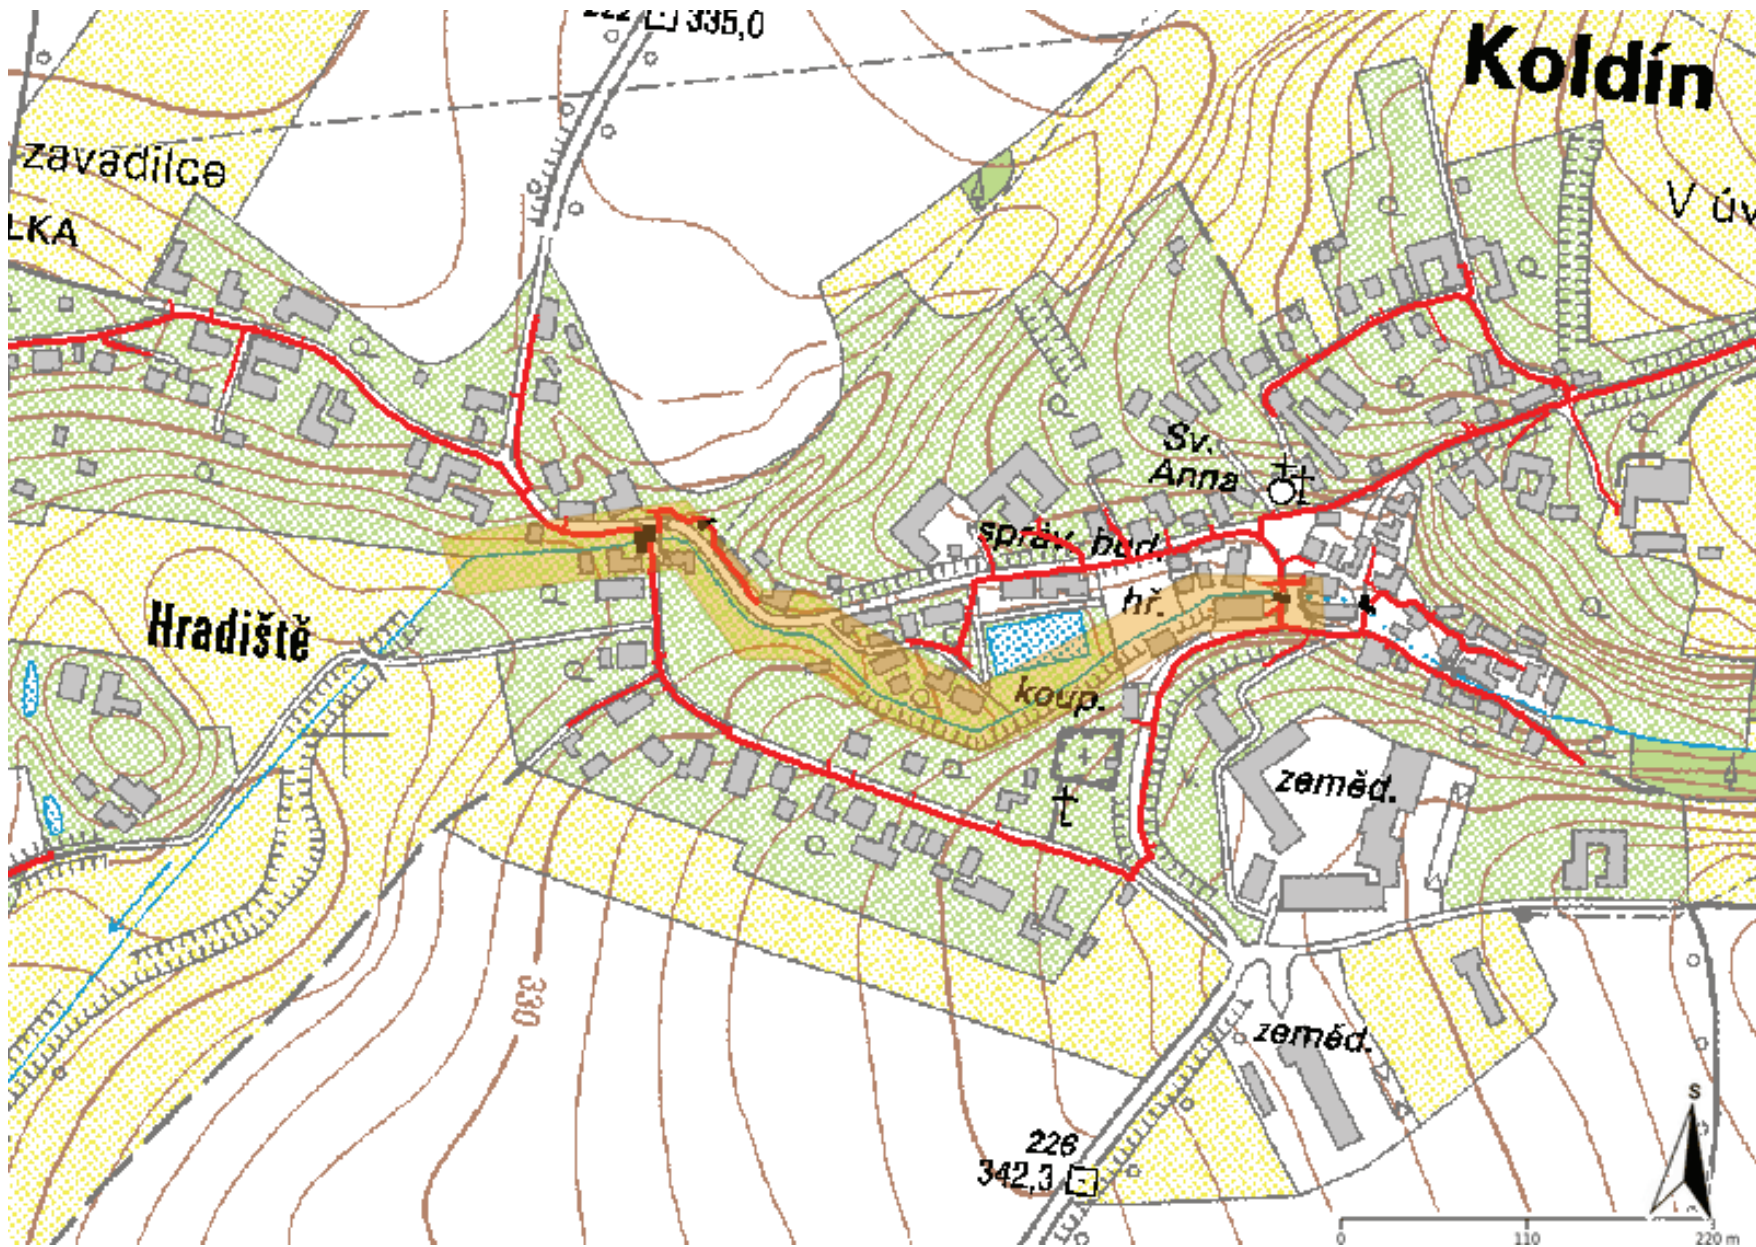 335,0
Koldín
zavadilce
LKA
V úv
Sv.
Anna
správ. bud.
hř.
Hradiště
koup.
zeměd.
330
zeměd.
226
342,3
S
0 110 220 m